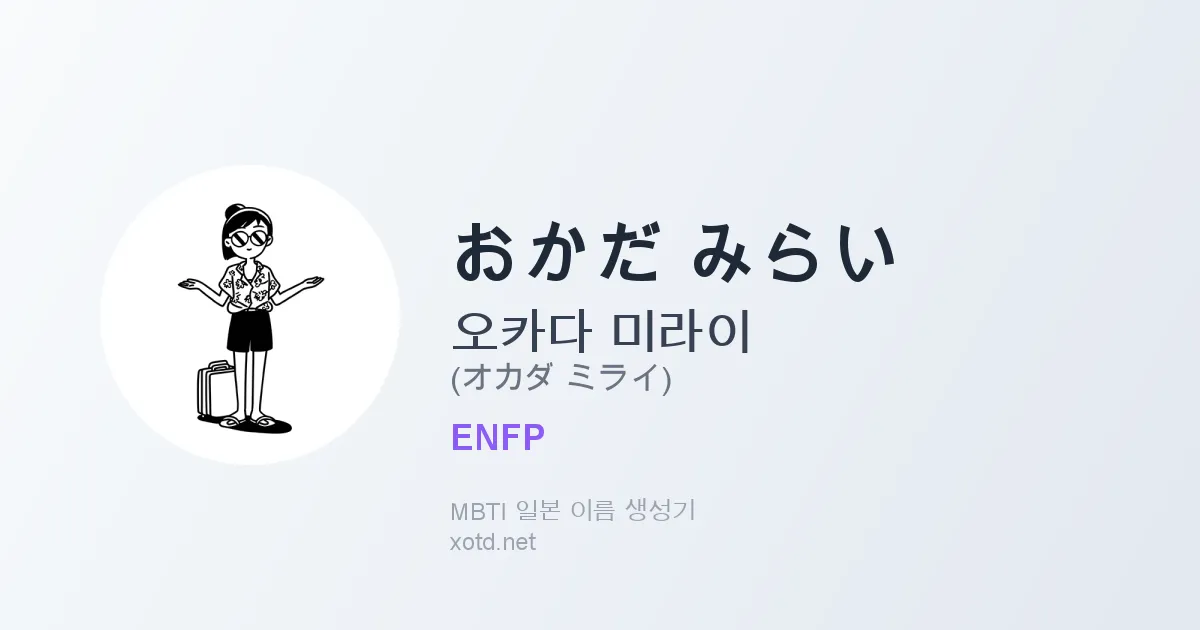 おかだ みらい
오카다 미라이
(オカダ ミライ)
ENFP
MBTI 일본 이름 생성기
xotd.net